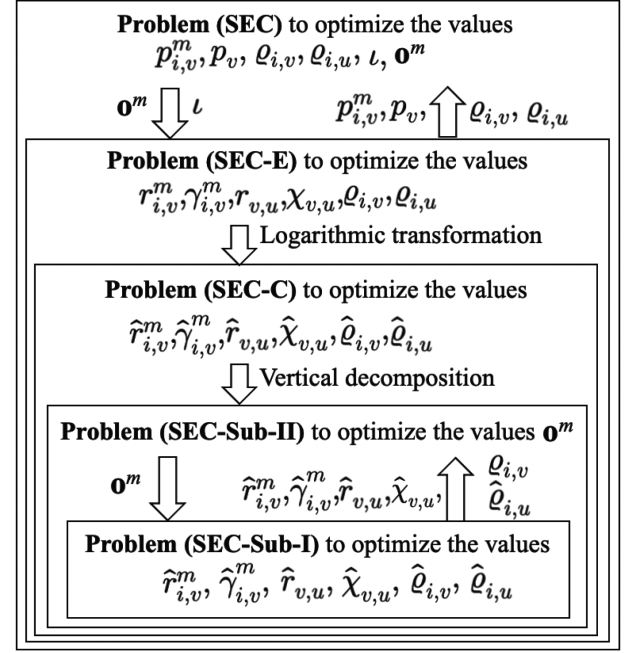 Problem (SEC) to optimize the values
p^m_{i,v}, p_v, ϱ_{i,v}, ϱ_{i,u}, ι, o^m
o^m ι p^m_{i,v}, p_v, ϱ_{i,v}, ϱ_{i,u}
Problem (SEC-E) to optimize the values
r^m_{i,v}, γ^m_{i,v}, r_{v,u}, χ_{v,u}, ϱ_{i,v}, ϱ_{i,u}
Logarithmic transformation
Problem (SEC-C) to optimize the values
r̂^m_{i,v}, γ̂^m_{i,v}, r̂_{v,u}, χ̂_{v,u}, ϱ̂_{i,v}, ϱ̂_{i,u}
Vertical decomposition
Problem (SEC-Sub-II) to optimize the values o^m
o^m r̂^m_{i,v}, γ̂^m_{i,v}, r̂_{v,u}, χ̂_{v,u}, ϱ_{i,v}
ϱ̂_{i,u}
Problem (SEC-Sub-I) to optimize the values
r̂^m_{i,v}, γ̂^m_{i,v}, r̂_{v,u}, χ̂_{v,u}, ϱ̂_{i,v}, ϱ̂_{i,u}